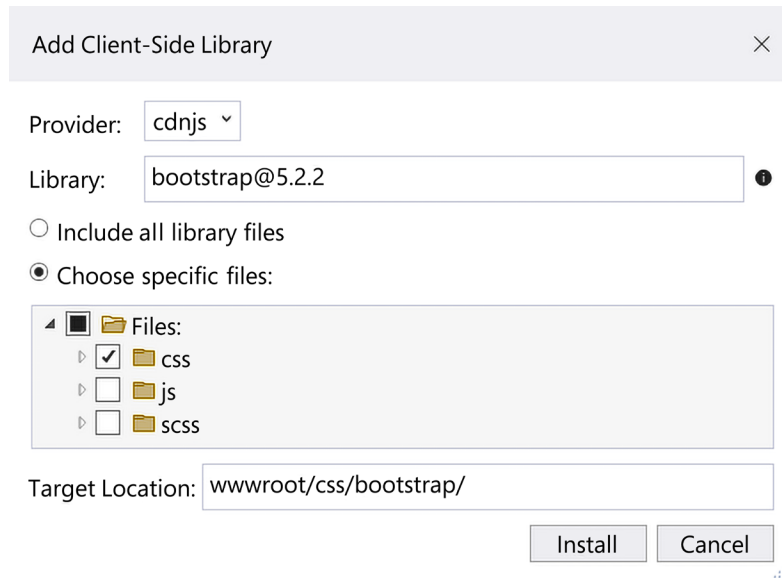 Add Client-Side Library
Provider: cdnjs
Library: bootstrap@5.2.2
Include all library files
Choose specific files:
Files:
css
js
scss
Target Location: wwwroot/css/bootstrap/
Install Cancel